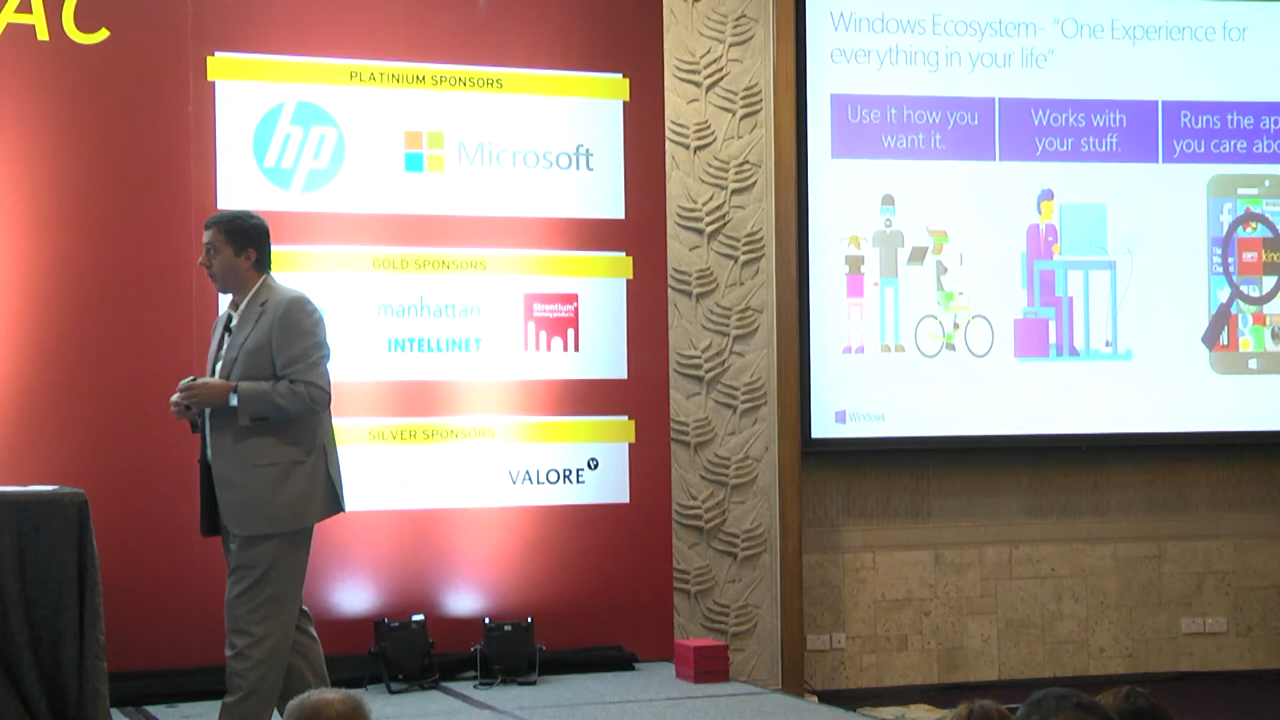 AC
PLATINIUM SPONSORS
hp
Microsoft
GOLD SPONSORS
manhattan
INTELLINET
Strontium
SILVER SPONSORS
VALORE
Windows Ecosystem- "One Experience for
everything in your life"
Use it how you
want it.
Works with
your stuff.
Runs the ap
you care abo
ESPN
Windows